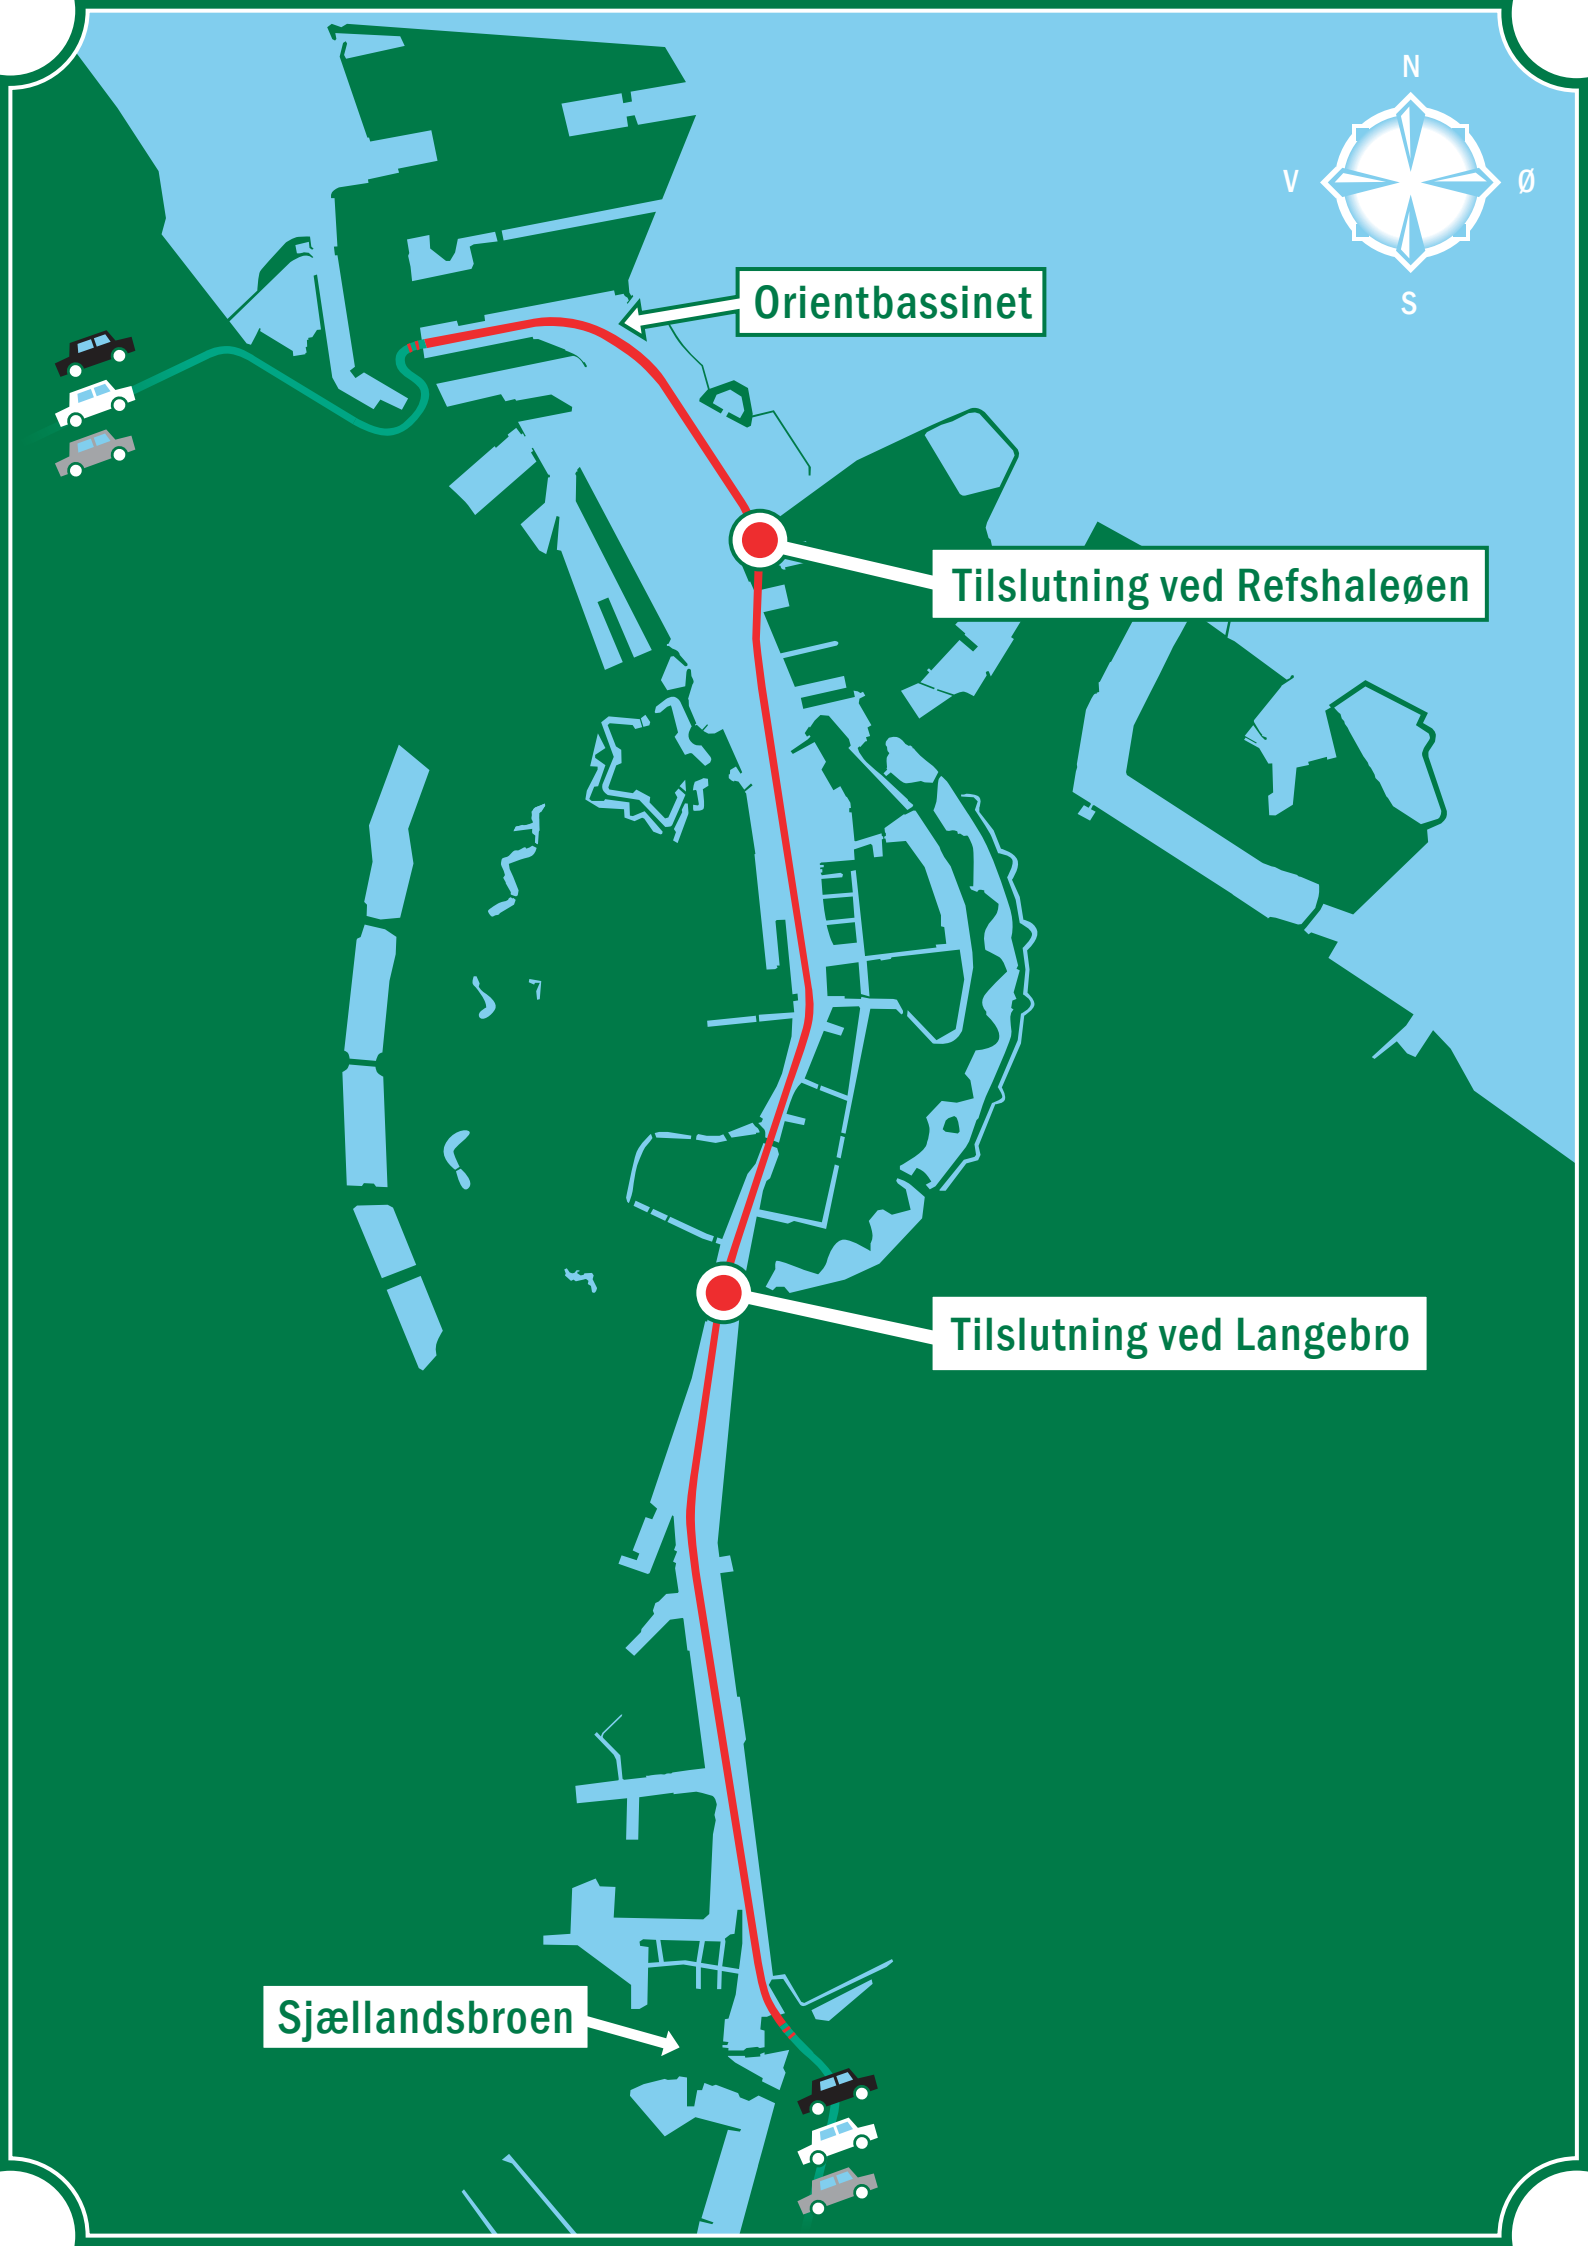 N
V
Ø
S
Orientbassinet
Tilslutning ved Refshaleøen
Tilslutning ved Langebro
Sjællandsbroen